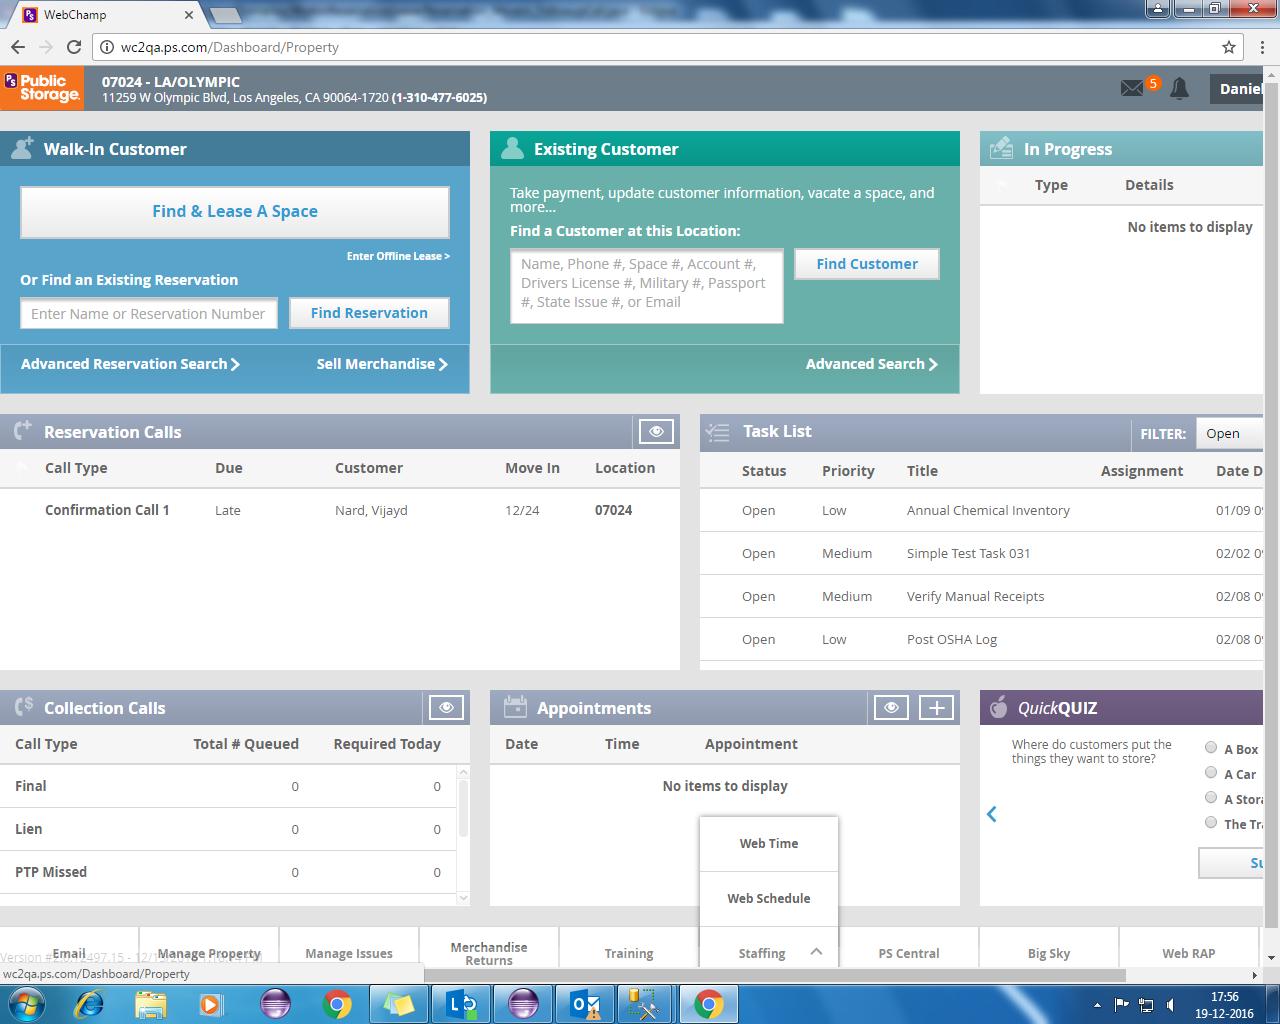 WebChamp
wc2qa.ps.com/Dashboard/Property
PS Public Storage
07024 - LA/OLYMPIC
11259 W Olympic Blvd, Los Angeles, CA 90064-1720 (1-310-477-6025)
5
Daniel
Walk-In Customer
Find & Lease A Space
Enter Offline Lease >
Or Find an Existing Reservation
Enter Name or Reservation Number
Find Reservation
Advanced Reservation Search
Sell Merchandise
Existing Customer
Take payment, update customer information, vacate a space, and
more...
Find a Customer at this Location:
Name, Phone #, Space #, Account #,
Drivers License #, Military #, Passport
#, State Issue #, or Email
Find Customer
Advanced Search
In Progress
Type Details
No items to display
Reservation Calls
Call Type Due Customer Move In Location
Confirmation Call 1 Late Nard, Vijayd 12/24 07024
Task List
FILTER: Open
Status Priority Title Assignment Date D
Open Low Annual Chemical Inventory 01/09 09
Open Medium Simple Test Task 031 02/02 09
Open Medium Verify Manual Receipts 02/08 09
Open Low Post OSHA Log 02/08 09
Collection Calls
Call Type Total # Queued Required Today
Final 0 0
Lien 0 0
PTP Missed 0 0
Appointments
Date Time Appointment
No items to display
QuickQUIZ
Where do customers put the
things they want to store?
A Box
A Car
A Stora
The Tra
Su
Web Time
Web Schedule
Email
Manage Property
Manage Issues
Merchandise
Returns
Training
Staffing
PS Central
Big Sky
Web RAP
wc2qa.ps.com/Dashboard/Property
17:56
19-12-2016